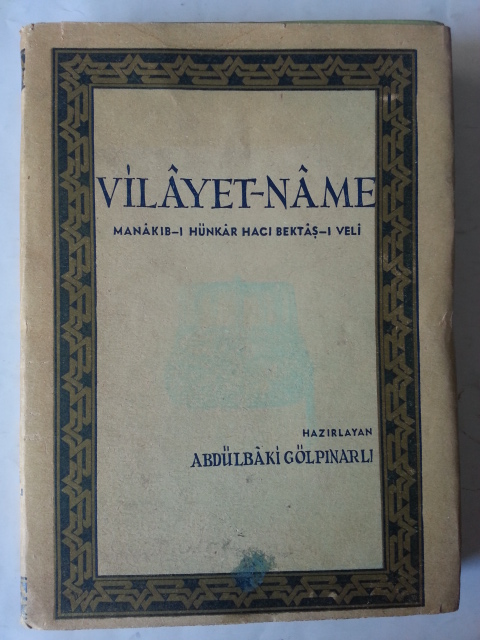 VİLÂYET-NÂME
MANÂKIB-I HÜNKÂR HACI BEKTÂŞ-I VELİ
HAZIRLAYAN
ABDÜLBÂKİ GÖLPINARLI